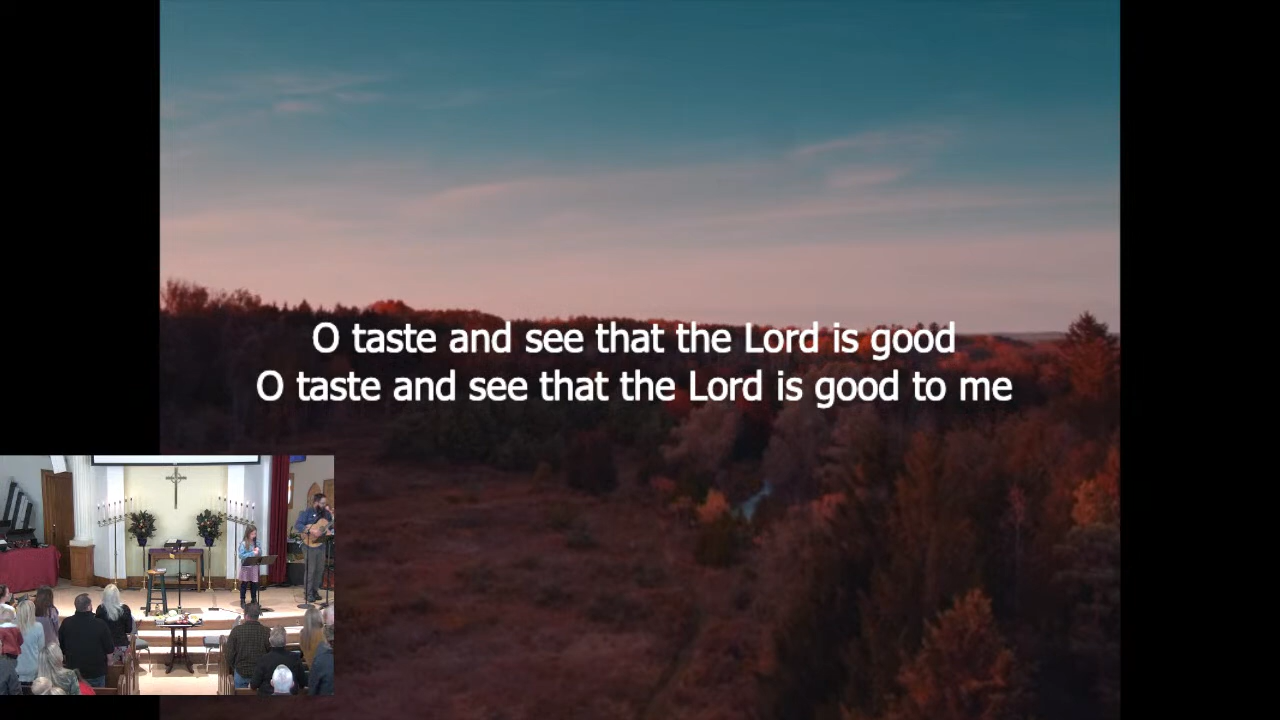 O taste and see that the Lord is good
O taste and see that the Lord is good to me